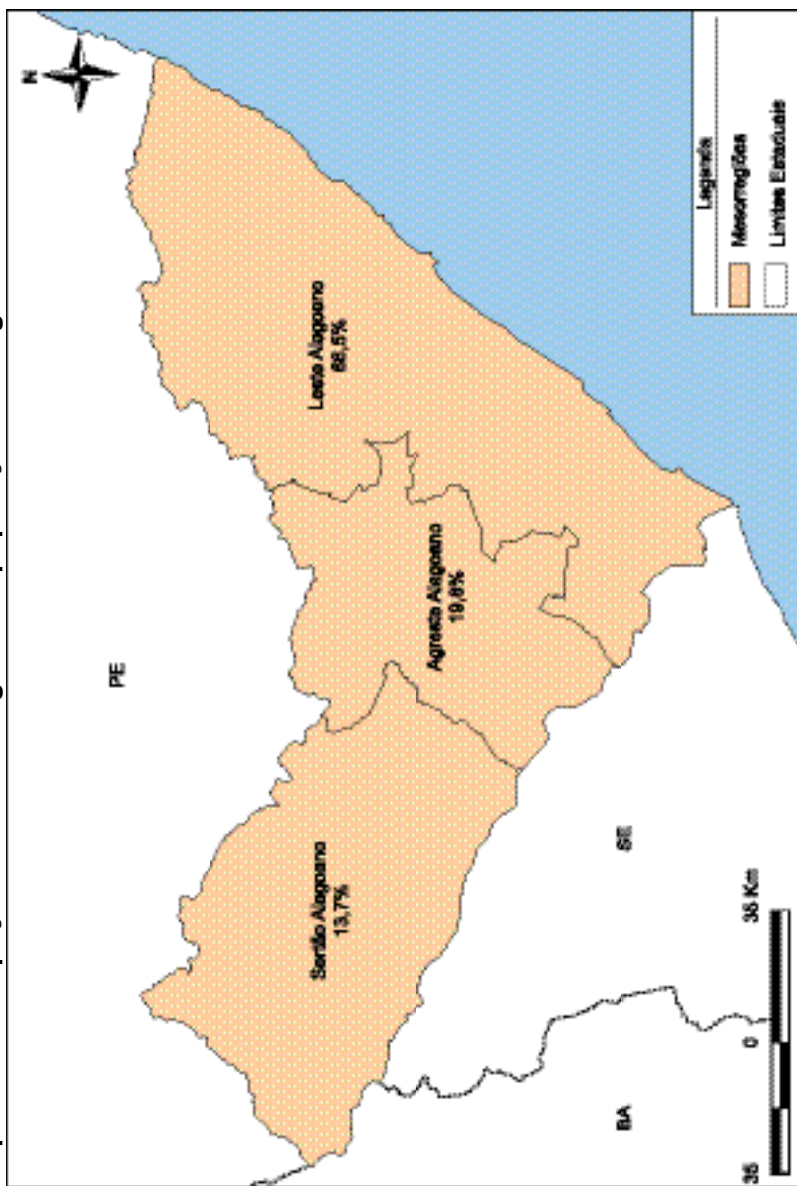 N
PE
Leste Alagoano
66,5%
Agreste Alagoano
19,8%
Sertão Alagoano
13,7%
SE
BA
35 0 35 Km
Legenda
Mesorregiões
Limites Estaduais